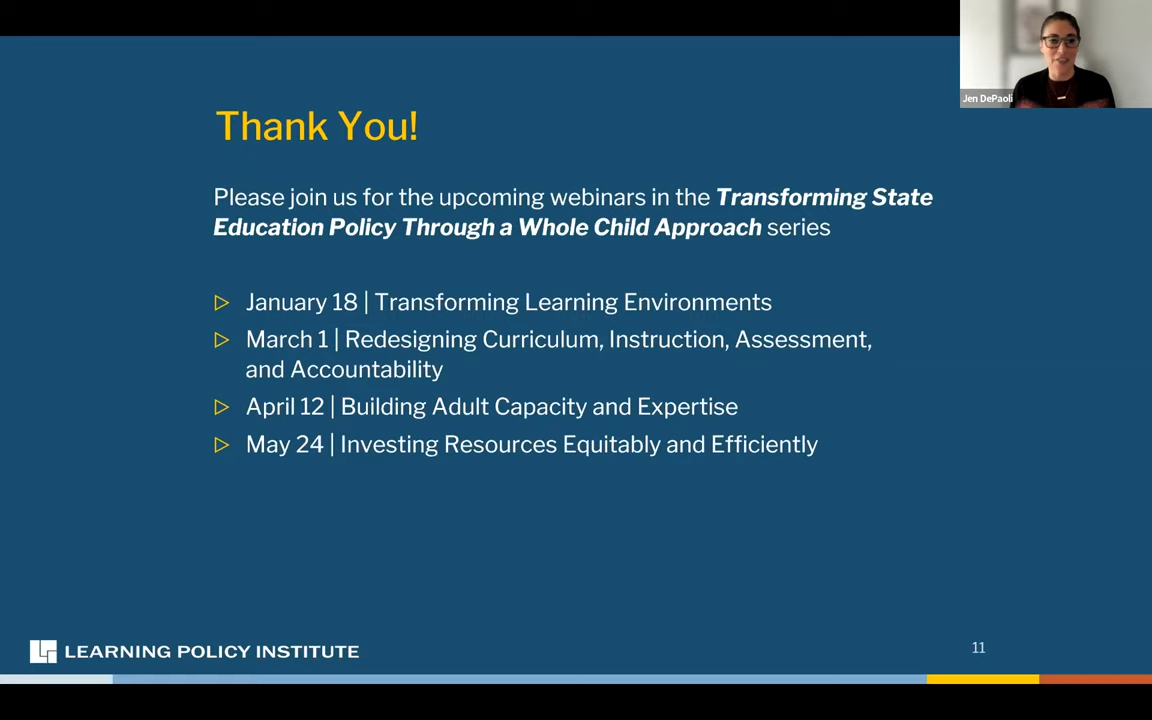 Jen DePaoli
Thank You!
Please join us for the upcoming webinars in the Transforming State
Education Policy Through a Whole Child Approach series
January 18 | Transforming Learning Environments
March 1 | Redesigning Curriculum, Instruction, Assessment,
and Accountability
April 12 | Building Adult Capacity and Expertise
May 24 | Investing Resources Equitably and Efficiently
LEARNING POLICY INSTITUTE
11